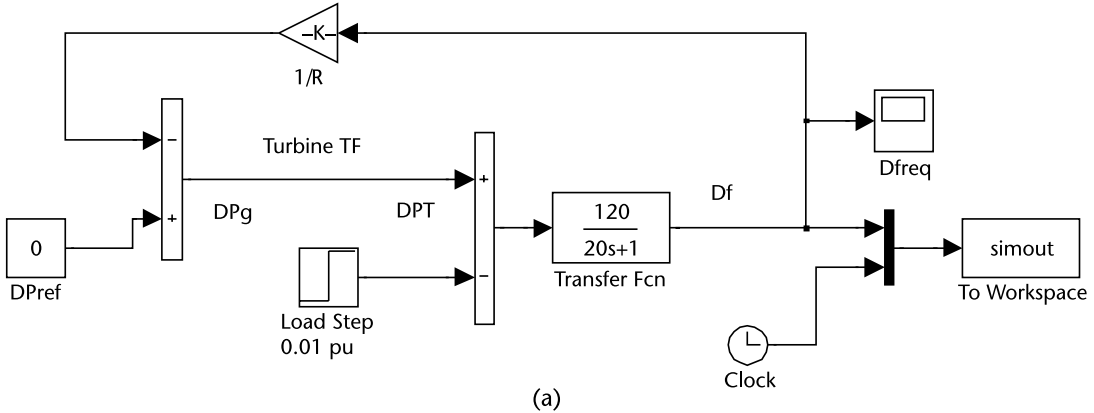 -K-
1/R
−
+
Turbine TF
DPg
DPT
+
−
0
DPref
Load Step
0.01 pu
120
20s+1
Transfer Fcn
Df
Dfreq
simout
To Workspace
Clock
(a)